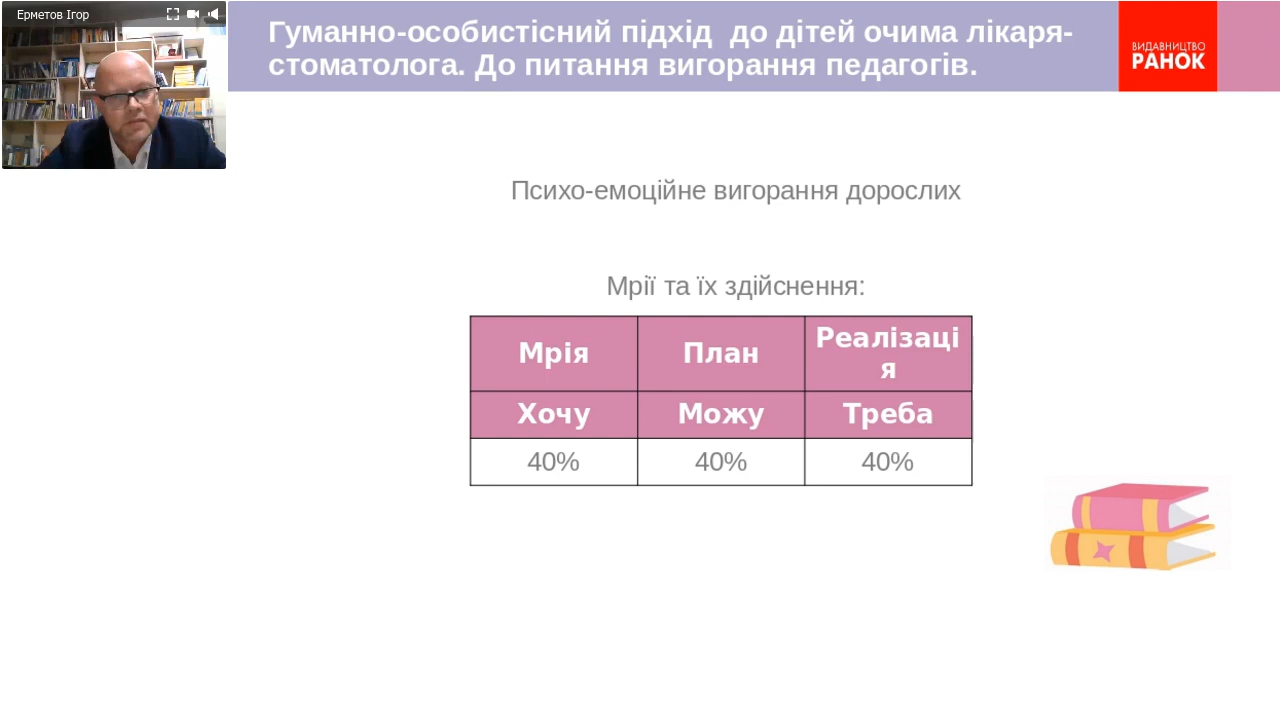 Ерметов Ігор
Гуманно-особистісний підхід до дітей очима лікаря-
стоматолога. До питання вигорання педагогів.
ВИДАВНИЦТВО
РАНОК
Психо-емоційне вигорання дорослих
Мрії та їх здійснення:
Мрія План Реалізаці
я
Хочу Можу Треба
40% 40% 40%